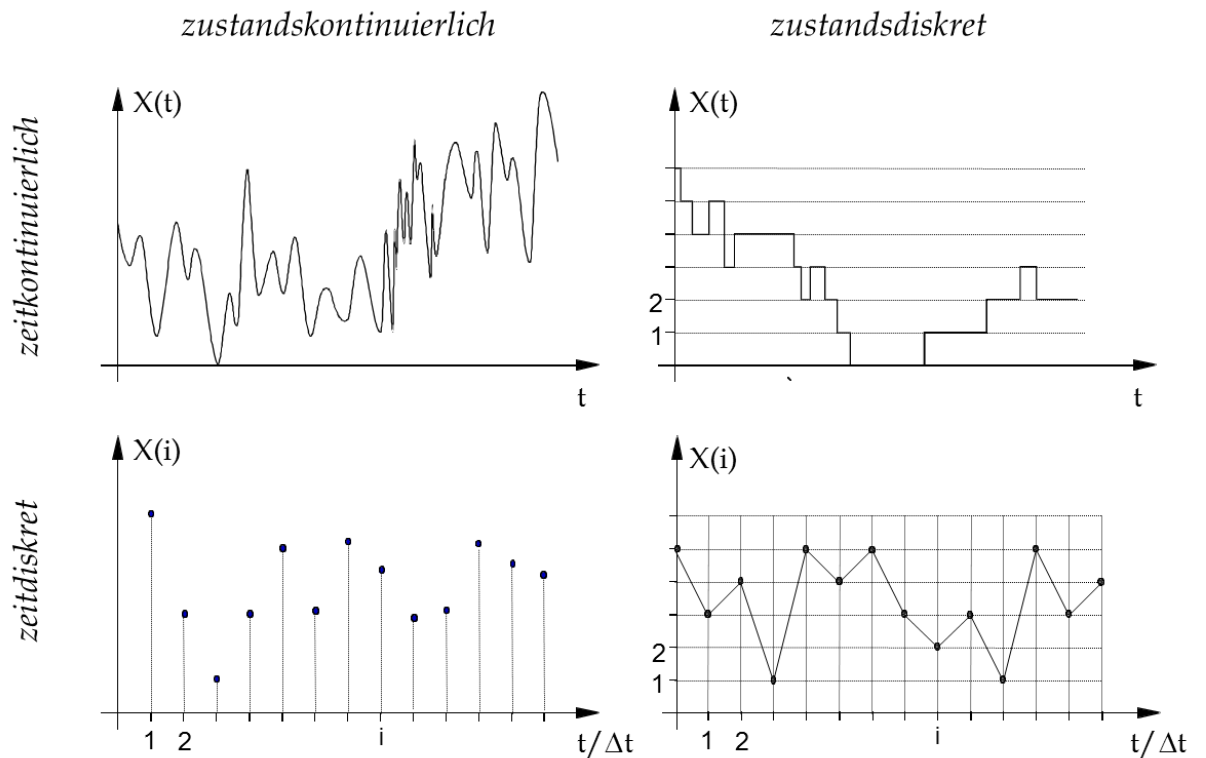 zustandskontinuierlich
zustandsdiskret
zeitkontinuierlich
X(t)
t
X(t)
2
1
t
zeitdiskret
X(i)
1 2 i t/Δt
X(i)
2
1
1 2 i t/Δt